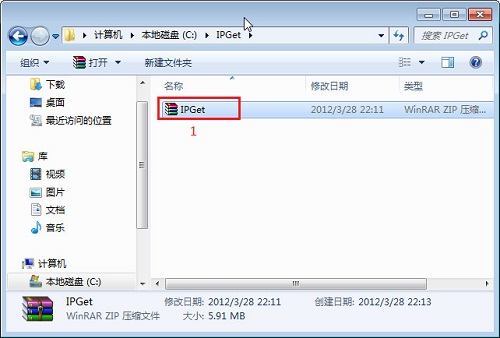 计算机 本地磁盘 (C:) IPGet 搜索 IPGet
组织 打开 新建文件夹
名称 修改日期 类型
下载
桌面
最近访问的位置
库
视频
图片
文档
音乐
计算机
本地磁盘 (C:)
IPGet 2012/3/28 22:11 WinRAR ZIP 压缩...
1
IPGet 修改日期: 2012/3/28 22:11 创建日期: 2012/3/28 22:13
WinRAR ZIP 压缩文件 大小: 5.91 MB